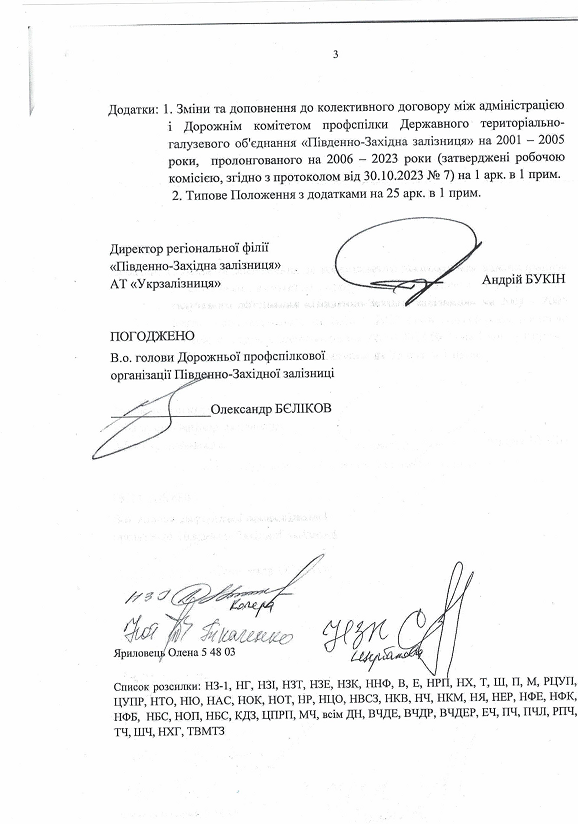 3
Додатки: 1. Зміни та доповнення до колективного договору між адміністрацією
і Дорожнім комітетом профспілки Державного територіально-
галузевого об'єднання «Південно-Західна залізниця» на 2001 – 2005
роки, пролонгованого на 2006 – 2023 роки (затверджені робочою
комісією, згідно з протоколом від 30.10.2023 № 7) на 1 арк. в 1 прим.
2. Типове Положення з додатками на 25 арк. в 1 прим.
Директор регіональної філії
«Південно-Західна залізниця»
АТ «Укрзалізниця»
Андрій БУКІН
ПОГОДЖЕНО
В.о. голови Дорожньої профспілкової
організації Південно-Західної залізниці
Олександр БЄЛІКОВ
НЗЕ
НЗП
Яриловець Олена 5 48 03
Список розсилки: НЗ-1, НГ, НЗІ, НЗТ, НЗЕ, НЗК, ННФ, В, Е, НРП, НХ, Т, Ш, П, М, РЦУП,
ЦУПР, НТО, НЮ, НАС, НОК, НОТ, НР, НЦО, НВСЗ, НКВ, НЧ, НКМ, НЯ, НЕР, НФЕ, НФК,
НФБ, НБС, НОП, НБС, КДЗ, ЦПРП, МЧ, всім ДН, ВЧДЕ, ВЧДР, ВЧДЕР, ЕЧ, ПЧ, ПЧЛ, РПЧ,
ТЧ, ШЧ, НХГ, ТВМТЗ